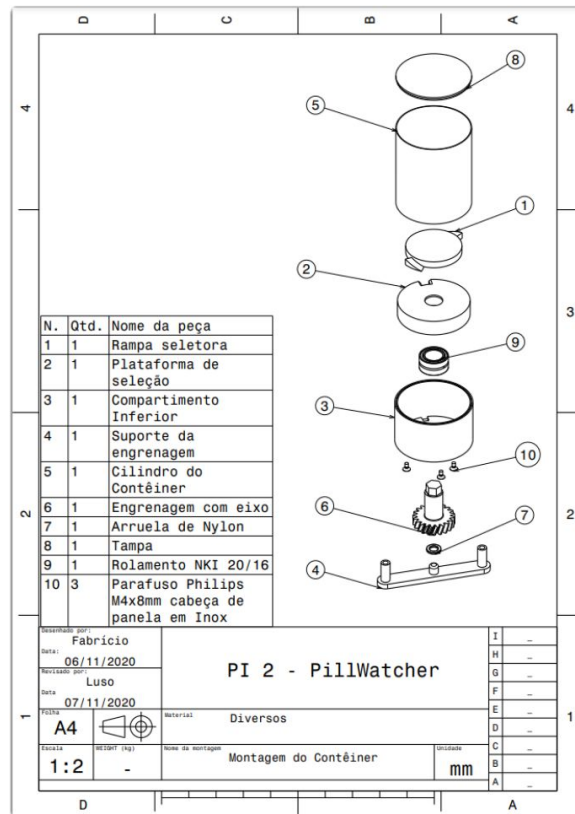 D C B A
4 4
8
5
1
2
3 3
9
3
10
6
7
4
2 2
N. Qtd. Nome da peça
1 1 Rampa seletora
2 1 Plataforma de
seleção
3 1 Compartimento
Inferior
4 1 Suporte da
engrenagem
5 1 Cilindro do
Contêiner
6 1 Engrenagem com eixo
7 1 Arruela de Nylon
8 1 Tampa
9 1 Rolamento NKI 20/16
10 3 Parafuso Philips
M4x8mm cabeça de
panela em Inox
Desenhado por:
Fabricio
Data:
06/11/2020
Revisado por:
Luso
Data
07/11/2020
PI 2 - PillWatcher
I _
H _
G _
F _
E _
D _
C _
B _
A _
1 1
Folha
A4
Material
Diversos
Escala
1:2
WEIGHT (kg)
-
Nome da montagem
Montagem do Contêiner
Unidade
mm
D A